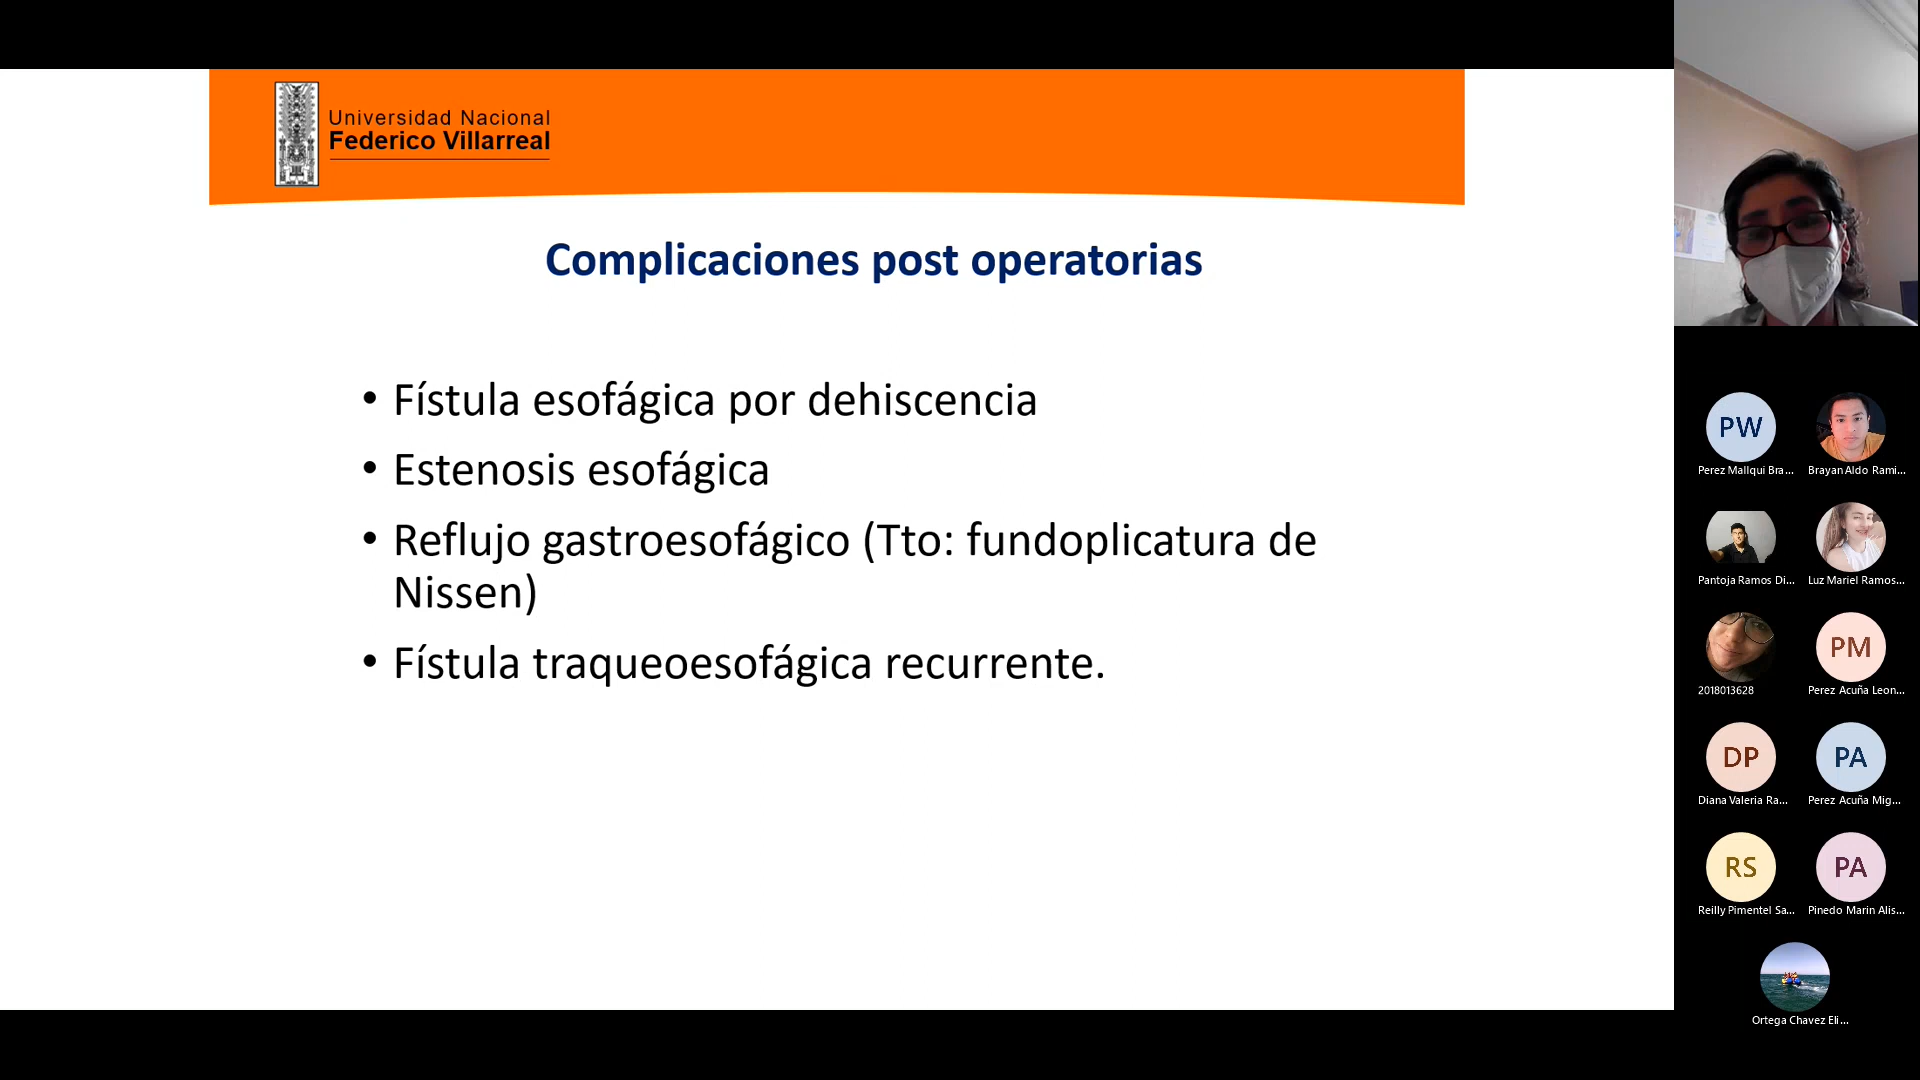 Universidad Nacional
Federico Villarreal
Complicaciones post operatorias
• Fístula esofágica por dehiscencia
• Estenosis esofágica
• Reflujo gastroesofágico (Tto: fundoplicatura de
Nissen)
• Fístula traqueoesofágica recurrente.
PW
Perez Mallqui Bra...
Brayan Aldo Rami...
Pantoja Ramos Di...
Luz Mariel Ramos...
2018013628
PM
Perez Acuña Leon...
DP
Diana Valeria Ra...
PA
Perez Acuña Mig...
RS
Reilly Pimentel Sa...
PA
Pinedo Marin Alis...
Ortega Chavez Eli...